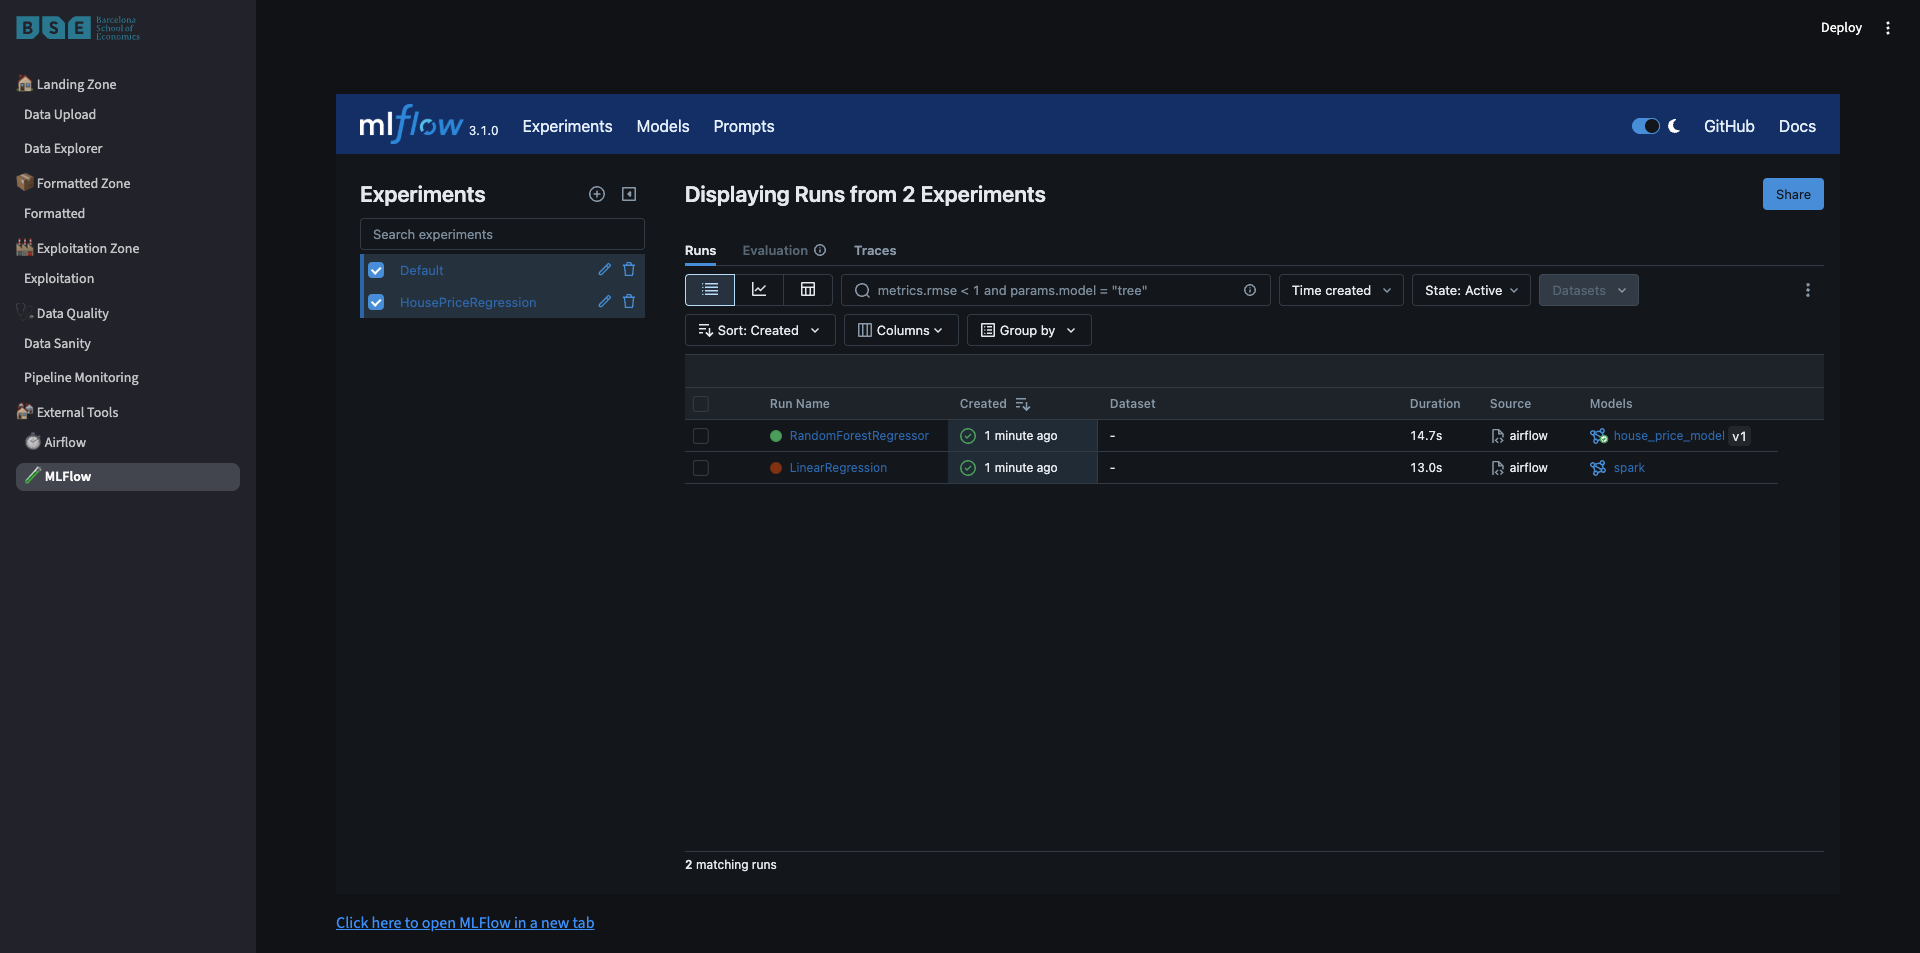 BSE Barcelona
School of
Economics
Landing Zone
Data Upload
Data Explorer
Formatted Zone
Formatted
Exploitation Zone
Exploitation
Data Quality
Data Sanity
Pipeline Monitoring
External Tools
Airflow
MLFlow
Deploy
mlflow 3.1.0 Experiments Models Prompts GitHub Docs
Experiments
Search experiments
Default
HousePriceRegression
Displaying Runs from 2 Experiments Share
Runs Evaluation Traces
metrics.rmse < 1 and params.model = "tree" Time created State: Active Datasets
Sort: Created Columns Group by
Run Name Created Dataset Duration Source Models
RandomForestRegressor 1 minute ago - 14.7s airflow house_price_model v1
LinearRegression 1 minute ago - 13.0s airflow spark
2 matching runs
Click here to open MLFlow in a new tab